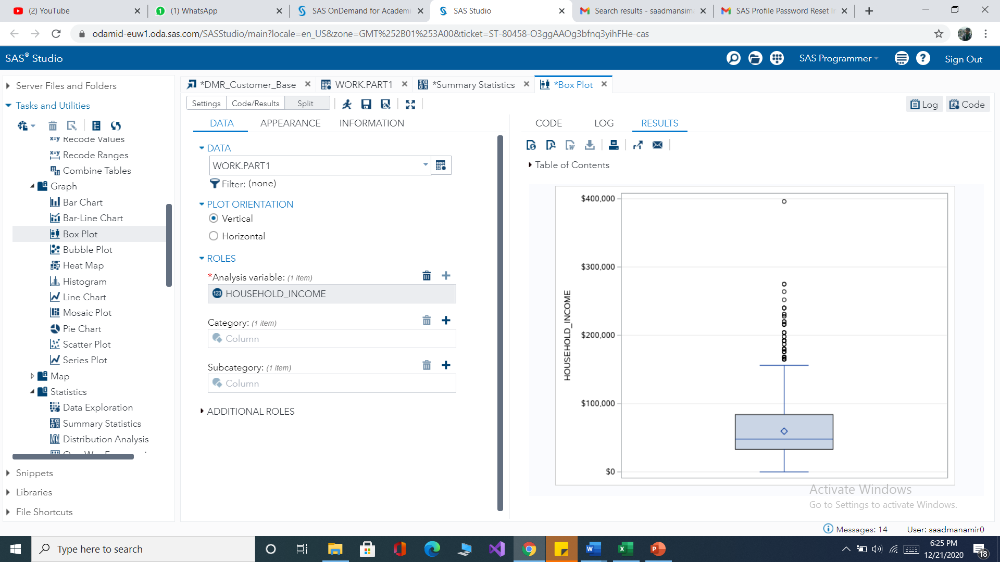 (2) YouTube
(1) WhatsApp
SAS OnDemand for Academi
SAS Studio
Search results - saadmansima
SAS Profile Password Reset In
odamid-euw1.oda.sas.com/SASStudio/main?locale=en_US&zone=GMT%252B01%253A00&ticket=ST-80458-O3ggAAOg3bfnq3yihFHe-cas
SAS® Studio
SAS Programmer
Sign Out
Server Files and Folders
Tasks and Utilities
Recode Values
Recode Ranges
Combine Tables
Graph
Bar Chart
Bar-Line Chart
Box Plot
Bubble Plot
Heat Map
Histogram
Line Chart
Mosaic Plot
Pie Chart
Scatter Plot
Series Plot
Map
Statistics
Data Exploration
Summary Statistics
Distribution Analysis
Snippets
Libraries
File Shortcuts
*DMR_Customer_Base
WORK.PART1
*Summary Statistics
*Box Plot
Settings
Code/Results
Split
Log
Code
DATA
APPEARANCE
INFORMATION
DATA
WORK.PART1
Filter: (none)
PLOT ORIENTATION
Vertical
Horizontal
ROLES
*Analysis variable: (1 item)
123 HOUSEHOLD_INCOME
Category: (1 item)
Column
Subcategory: (1 item)
Column
ADDITIONAL ROLES
CODE
LOG
RESULTS
Table of Contents
$400,000
$300,000
$200,000
$100,000
$0
HOUSEHOLD_INCOME
Activate Windows
Go to Settings to activate Windows.
Messages: 14
User: saadmanamir0
Type here to search
6:25 PM
12/21/2020
18